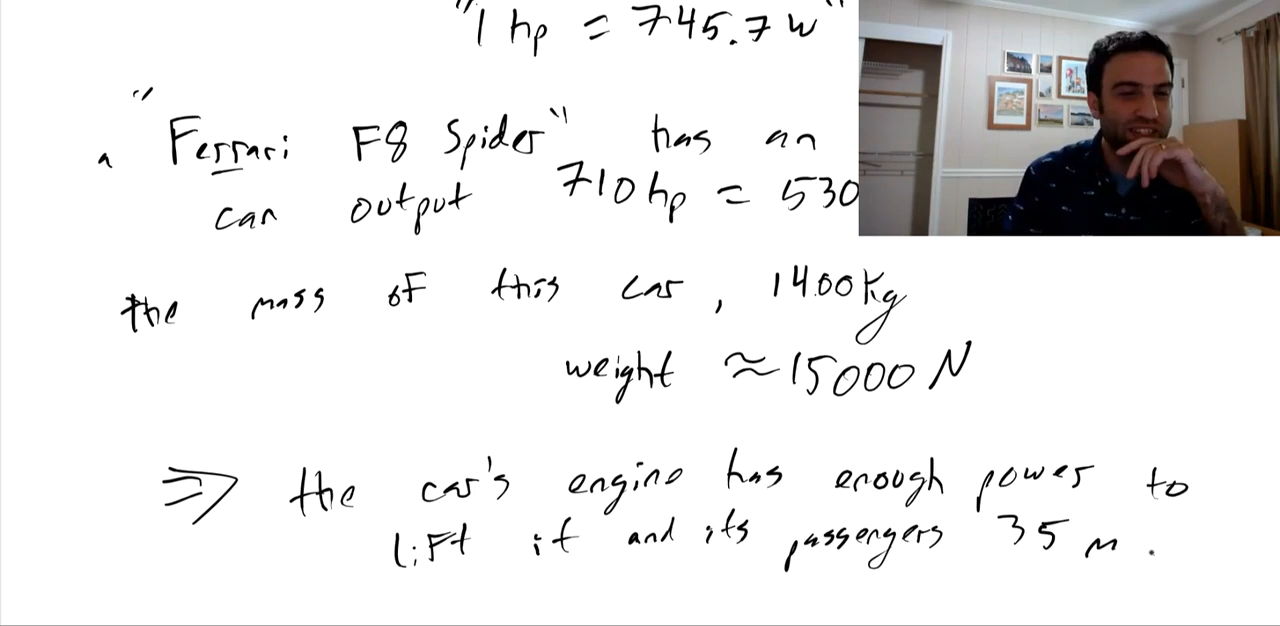 "1 hp = 745.7 W"
a "Ferrari F8 Spider" has an
can output 710 hp = 530
the mass of this car, 1400 kg
weight ≈ 15000 N
⇒ the car's engine has enough power to
lift it and its passengers 35 m.